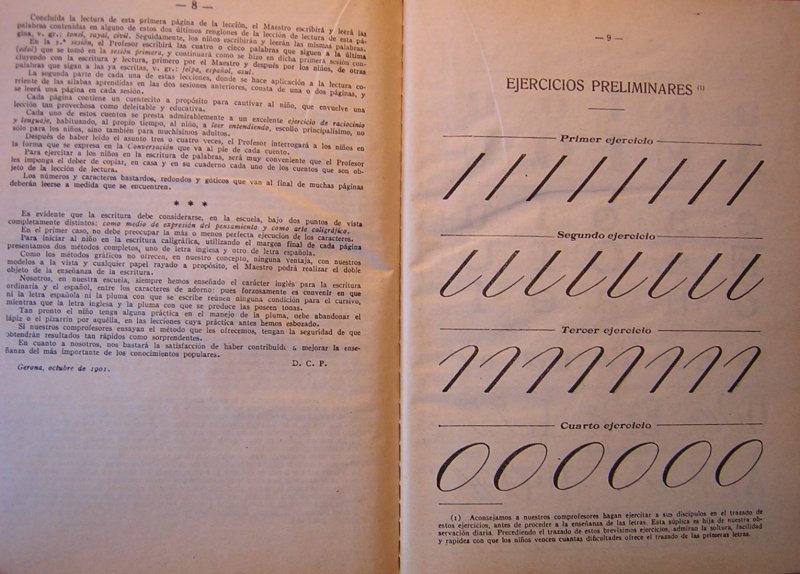 — 8 —
Concluída la lectura de esta primera página de la lección, el Maestro escribirá y leerá las
palabras contenidas en alguno de estos dos últimos renglones de la lección de lectura de esta pá-
gina, v. gr.: tonsi, sayal, civil. Seguidamente, los niños escribirán y leerán las mismas palabras.
En la 2.ª sesión, el Profesor escribirá las cuatro o cinco palabras que siguen a la última
que se tomó en la sesión primera, y continuará como se hizo en dicha primera sesión con-
cluyendo con la escritura y lectura, primero por el Maestro y después por los niños, de otras
palabras que sigan a las ya escritas, v. gr.: felpa, español, azul.
La segunda parte de cada una de estas lecciones, donde se hace aplicación a la lectura co-
rriente de las sílabas aprendidas en las dos sesiones anteriores, consta de una o dos páginas, y
se leerá una página en cada sesión.
Cada página contiene un cuentecito a propósito para cautivar al niño, que envuelve una
lección tan provechosa como deleitable y educativa.
Cada uno de estos cuentos se presta admirablemente a un excelente ejercicio de raciocinio
y lenguaje, habituando, al propio tiempo, al niño, a leer entendiendo, escollo principalísimo, no
sólo para los niños, sino también para muchísimos adultos.
Después de haber leído el asunto tres o cuatro veces, el Profesor interrogará a los niños en
la forma que se expresa en la Conversación que va al pie de cada cuento.
Para ejercitar a los niños en la escritura de palabras, será muy conveniente que el Profesor
les imponga el deber de copiar, en casa y en su cuaderno cada uno de los cuentos que son ob-
jeto de la lección de lectura.
Los números y caracteres bastardos, redondos y góticos que van al final de muchas páginas
deberán leerse a medida que se encuentren.
* * *
Es evidente que la escritura debe considerarse, en la escuela, bajo dos puntos de vista
completamente distintos: como medio de expresión del pensamiento y como arte caligráfica.
En el primer caso, no debe preocupar la más o menos perfecta ejecución de los caracteres.
Para iniciar al niño en la escritura caligráfica, utilizando el margen final de cada página
presentamos dos métodos completos, uno de letra inglesa y otro de letra española.
Como los métodos gráficos no ofrecen, en nuestro concepto, ninguna ventaja, con nuestros
modelos a la vista y cualquier papel rayado a propósito, el Maestro podrá realizar el doble
objeto de la enseñanza de la escritura.
Nosotros, en nuestra escuela, siempre hemos enseñado el carácter inglés para la escritura
ordinaria y el español, entre los caracteres de adorno; pues forzosamente es convenir en que
ni la letra española ni la pluma con que se escribe reúnen ninguna condición para el cursivo,
mientras que la letra inglesa y la pluma con que se produce las poseen todas.
Tan pronto el niño tenga alguna práctica en el manejo de la pluma, debe abandonar el
lápiz o el pizarrín por aquélla, en las lecciones cuya práctica antes hemos esbozado.
Si nuestros comprofesores ensayan el método que les ofrecemos, tengan la seguridad de que
obtendrán resultados tan rápidos como sorprendentes.
En cuanto a nosotros, nos bastará la satisfacción de haber contribuído a mejorar la ense-
ñanza del más importante de los conocimientos populares.
D. C. P.
Gerona, octubre de 1901.
— 9 —
EJERCICIOS PRELIMINARES (1)
Primer ejercicio
Segundo ejercicio
Tercer ejercicio
Cuarto ejercicio
(1) Aconsejamos a nuestros comprofesores hagan ejercitar a sus discípulos en el trazado de
estos ejercicios, antes de proceder a la enseñanza de las letras. Esta súplica es hija de nuestra ob-
servación diaria. Precediendo el trazado de estos brevísimos ejercicios, admiran la soltura, facilidad
y rapidez con que los niños vencen cuantas dificultades ofrece el trazado de las primeras letras.